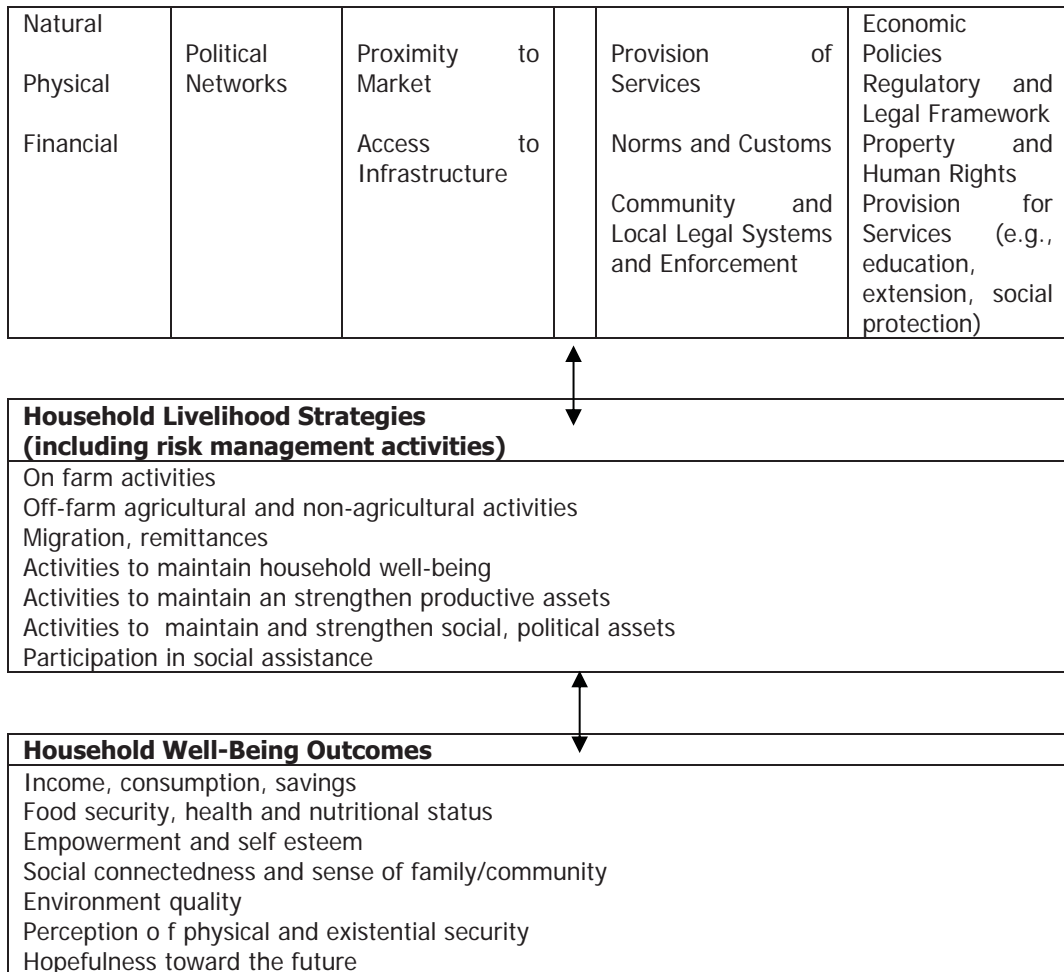 Natural
Physical
Financial
Political
Networks
Proximity to
Market
Access to
Infrastructure
Provision of
Services
Norms and Customs
Community and
Local Legal Systems
and Enforcement
Economic
Policies
Regulatory and
Legal Framework
Property and
Human Rights
Provision for
Services (e.g.,
education,
extension, social
protection)
Household Livelihood Strategies
(including risk management activities)
On farm activities
Off-farm agricultural and non-agricultural activities
Migration, remittances
Activities to maintain household well-being
Activities to maintain an strengthen productive assets
Activities to maintain and strengthen social, political assets
Participation in social assistance
Household Well-Being Outcomes
Income, consumption, savings
Food security, health and nutritional status
Empowerment and self esteem
Social connectedness and sense of family/community
Environment quality
Perception o f physical and existential security
Hopefulness toward the future